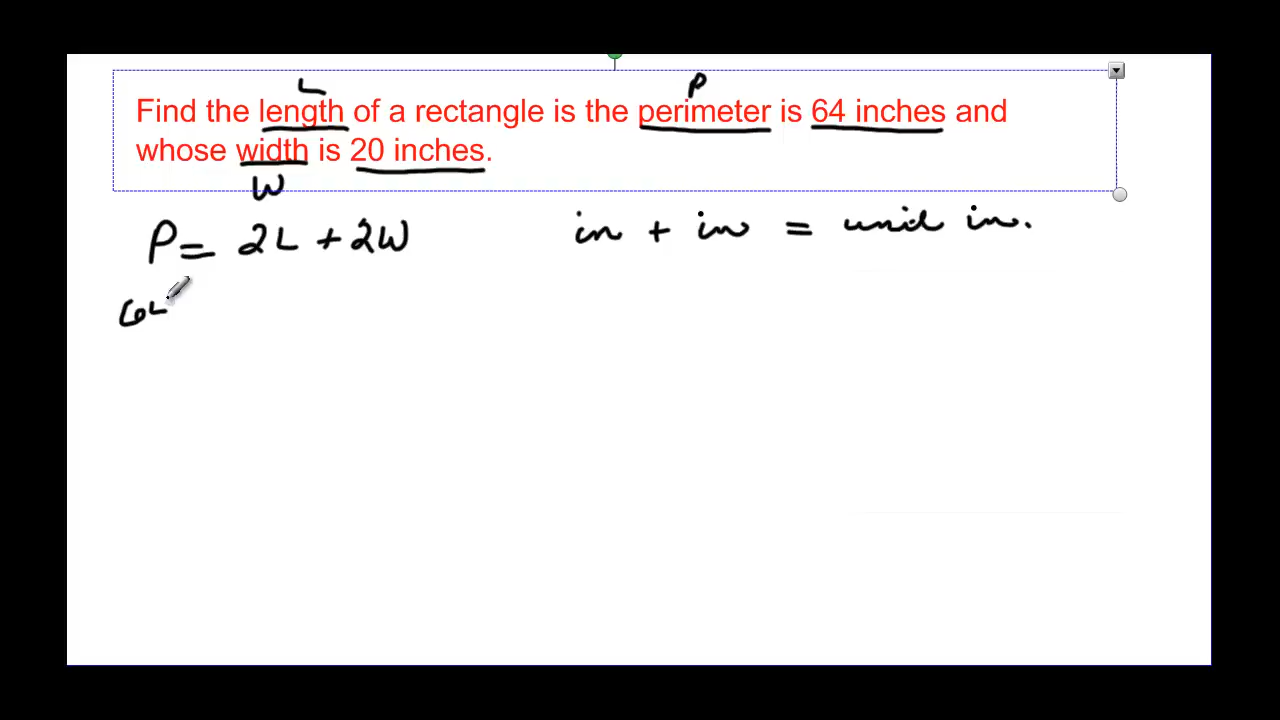 L P
Find the length of a rectangle is the perimeter is 64 inches and
whose width is 20 inches.
W
P = 2L + 2W in + in = unit in.
64